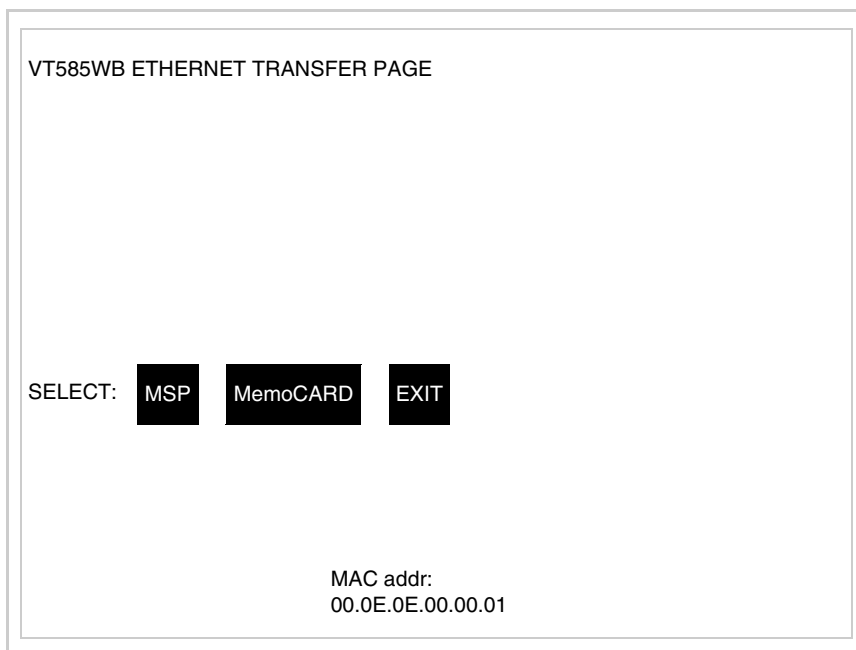 VT585WB ETHERNET TRANSFER PAGE
SELECT: MSP MemoCARD EXIT
MAC addr:
00.0E.0E.00.00.01